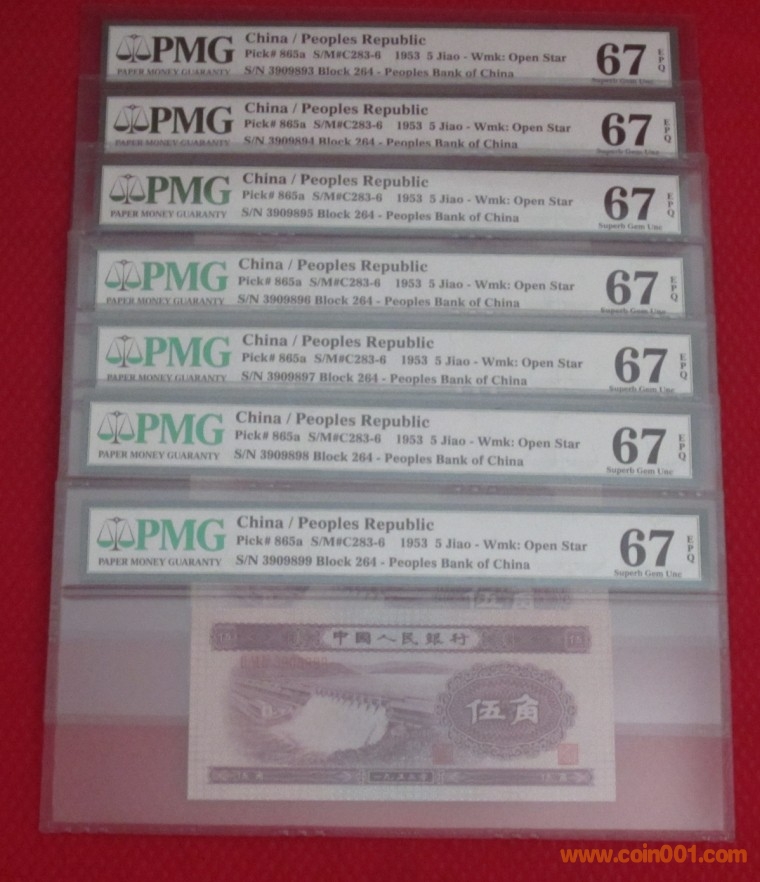 PMG
PAPER MONEY GUARANTY
China / Peoples Republic
Pick# 865a S/M#C283-6 1953 5 Jiao - Wmk: Open Star
S/N 3909893 Block 264 - Peoples Bank of China
67
EPQ
Superb Gem Unc
PMG
PAPER MONEY GUARANTY
China / Peoples Republic
Pick# 865a S/M#C283-6 1953 5 Jiao - Wmk: Open Star
S/N 3909894 Block 264 - Peoples Bank of China
67
EPQ
Superb Gem Unc
PMG
PAPER MONEY GUARANTY
China / Peoples Republic
Pick# 865a S/M#C283-6 1953 5 Jiao - Wmk: Open Star
S/N 3909895 Block 264 - Peoples Bank of China
67
EPQ
Superb Gem Unc
PMG
PAPER MONEY GUARANTY
China / Peoples Republic
Pick# 865a S/M#C283-6 1953 5 Jiao - Wmk: Open Star
S/N 3909896 Block 264 - Peoples Bank of China
67
EPQ
Superb Gem Unc
PMG
PAPER MONEY GUARANTY
China / Peoples Republic
Pick# 865a S/M#C283-6 1953 5 Jiao - Wmk: Open Star
S/N 3909897 Block 264 - Peoples Bank of China
67
EPQ
Superb Gem Unc
PMG
PAPER MONEY GUARANTY
China / Peoples Republic
Pick# 865a S/M#C283-6 1953 5 Jiao - Wmk: Open Star
S/N 3909898 Block 264 - Peoples Bank of China
67
EPQ
Superb Gem Unc
PMG
PAPER MONEY GUARANTY
China / Peoples Republic
Pick# 865a S/M#C283-6 1953 5 Jiao - Wmk: Open Star
S/N 3909899 Block 264 - Peoples Bank of China
67
EPQ
Superb Gem Unc
中國人民銀行
伍角
一九五三年
www.coin001.com